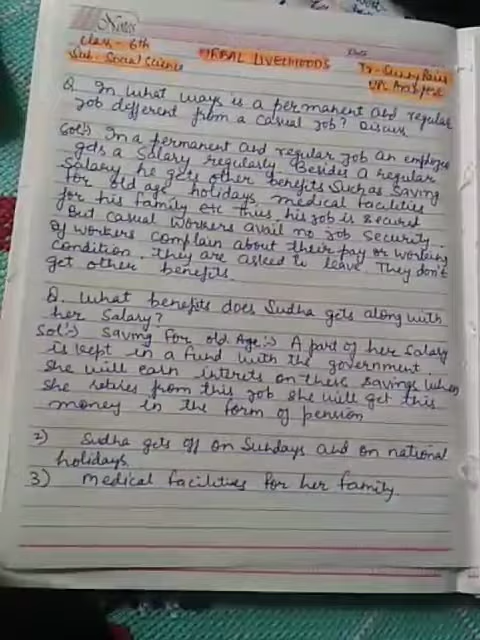 Notes
Class - 6th
Sub - Social Science
URBAL LIVELIHOODS
Date
Q. In what ways is a permanent and regular
job different from a casual job? Discuss
Sol:) In a permanent and regular job an employee
gets a salary regularly. Besides a regular
salary, he gets other benefits such as saving
for old age, holidays, medical facilities
for his family etc thus his job is secured
But casual workers avail no job security.
If workers complain about their pay or working
condition. they are asked to leave. They don't
get other benefits.
Q. What benefits does Sudha gets along with
her salary?
Sol:) Saving for old Age:) A part of her salary
is kept in a fund with the government.
She will earn interets on these savings when
she retires from this job she will get this
money in the form of pension
2) Sudha gets off on Sundays and on national
holidays.
3) medical facilities for her family.